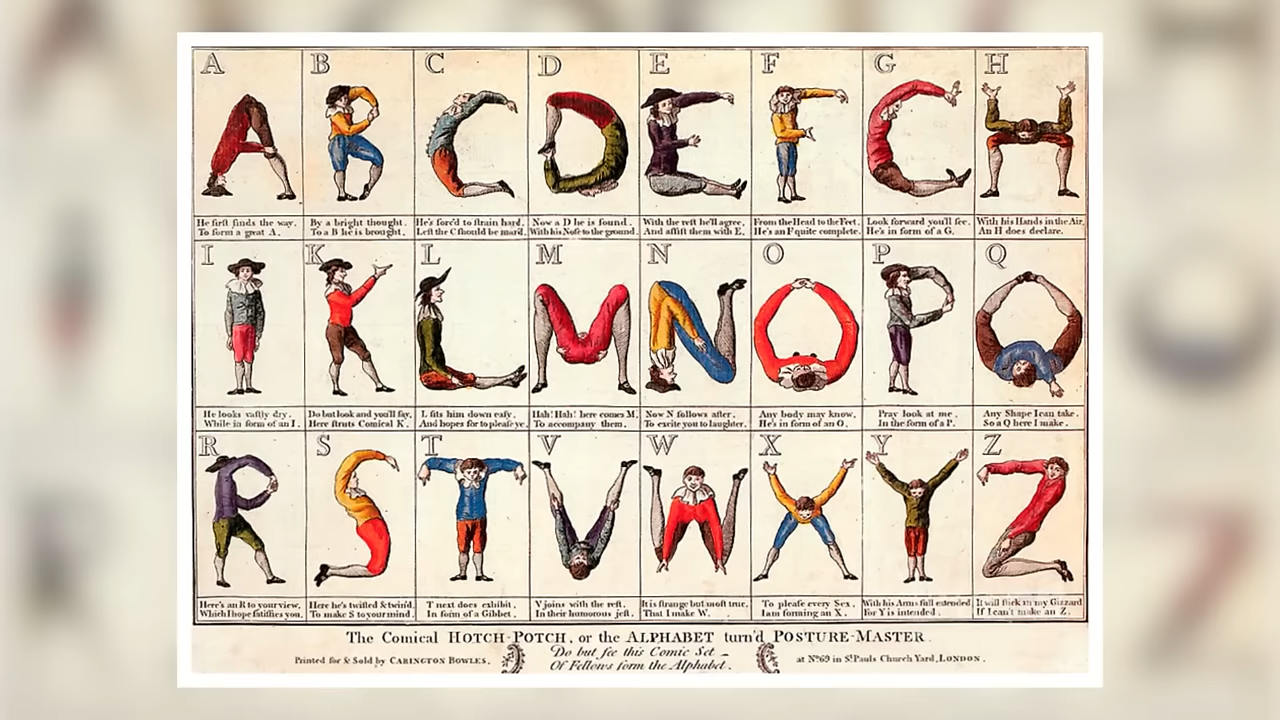 A B C D E F G H
He first finds the way,
To form a great A.
By a bright thought,
To a B he is brought.
He's forc'd to strain hard,
Lest the C should be mard.
Now a D he is found,
With his Nose to the ground.
With the rest he'll agree,
And assist them with E.
From the Head to the Feet,
He's an F quite complete.
Look forward you'll see,
He's in form of a G.
With his Hands in the Air,
An H does declare.
I K L M N O P Q
He looks vastly dry,
While in form of an I.
Do but look and you'll say,
Here struts Comical K.
L sits him down easy,
And hopes for to please ye.
Hah! Hah! here comes M,
To accompany them.
Now N follows after,
To excite you to laughter.
Any body may know,
He's in form of an O.
Pray look at me,
In the form of a P.
Any Shape I can take,
So a Q here I make.
R S T V W X Y Z
Here's an R to your view,
Which I hope satisfies you.
Here he's twisted & twin'd,
To make S to your mind.
T next does exhibit,
In form of a Gibbet.
V joins with the rest,
In their humorous jest.
It is strange but most true,
That I make W.
To please every Sex,
I am forming an X.
With his Arms full extended
For Y is intended.
It will stick in my Gizzard
If I can't make an Z.
The Comical HOTCH-POTCH, or the ALPHABET turn'd POSTURE-MASTER.
Do but see this Comic Set
Of Fellows form the Alphabet.
Printed for & Sold by CARINGTON BOWLES,
at No. 69 in St. Pauls Church Yard, LONDON.